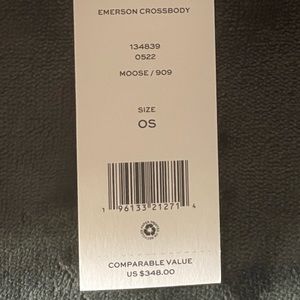 EMERSON CROSSBODY
134839
0522
MOOSE / 909
SIZE
OS
1 96133 21271 4
COMPARABLE VALUE
US $348.00